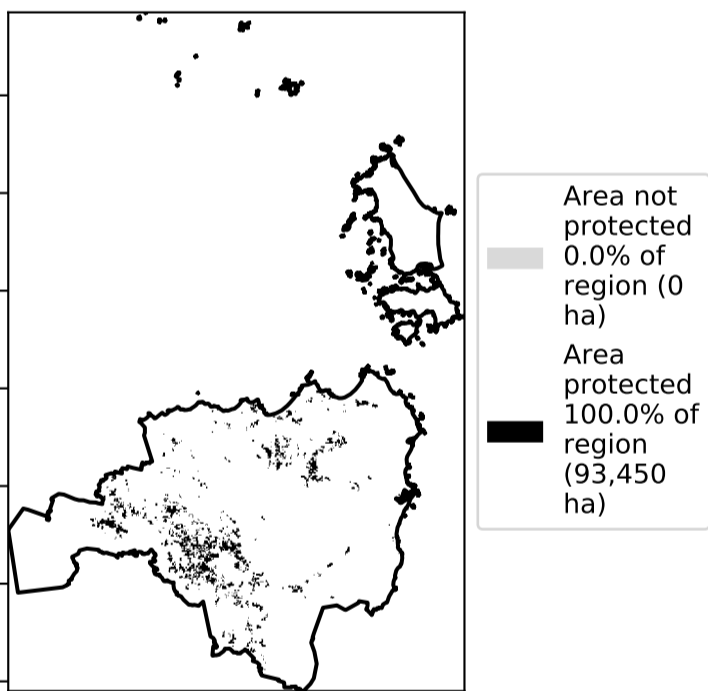 Area not
protected
0.0% of
region (0
ha)
Area
protected
100.0% of
region
(93,450
ha)